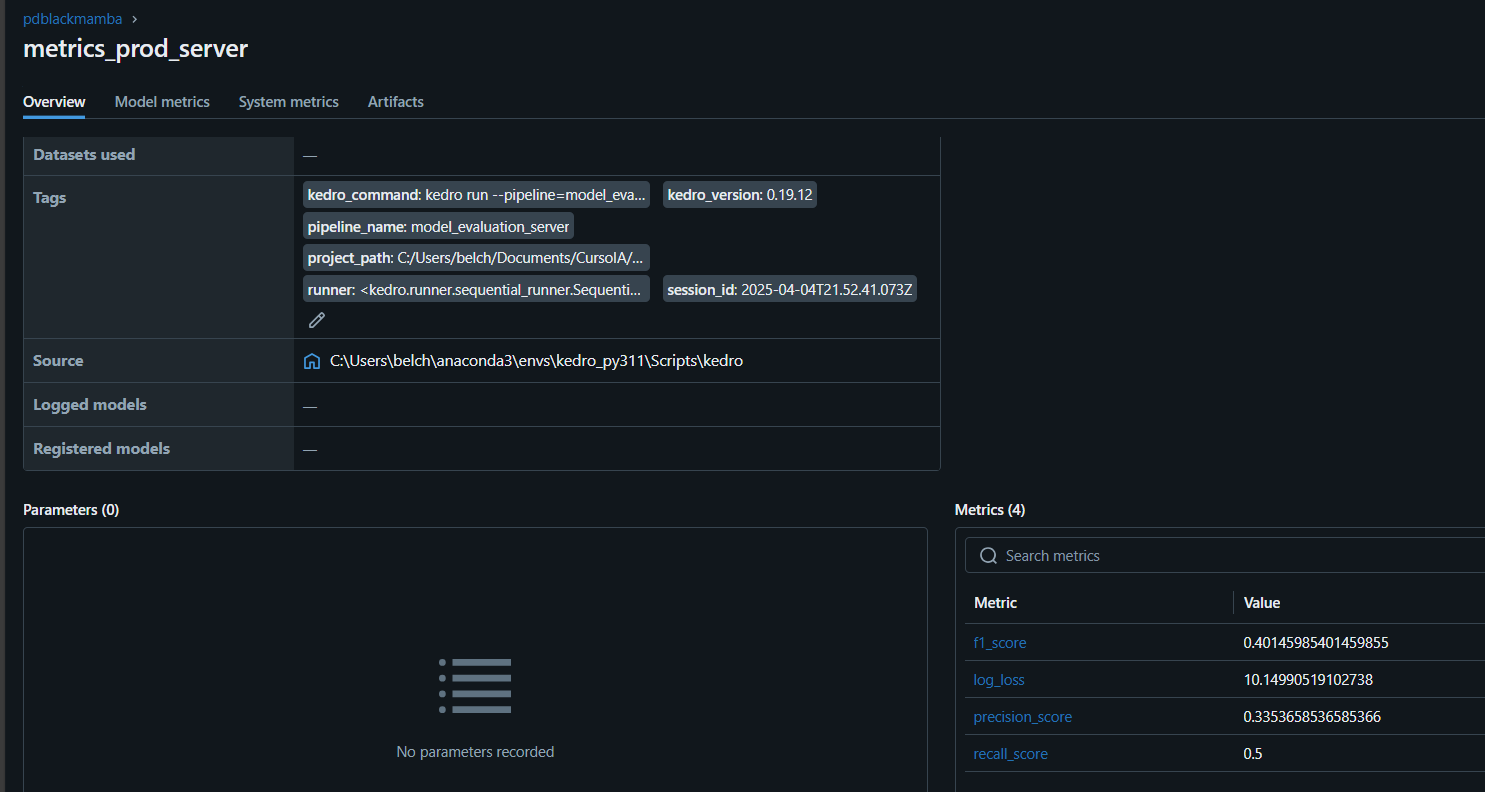 pdblackmamba ›
metrics_prod_server
Overview Model metrics System metrics Artifacts
Datasets used —
Tags kedro_command: kedro run --pipeline=model_eva... kedro_version: 0.19.12
pipeline_name: model_evaluation_server
project_path: C:/Users/belch/Documents/CursoIA/...
runner: <kedro.runner.sequential_runner.Sequenti... session_id: 2025-04-04T21.52.41.073Z
Source C:\Users\belch\anaconda3\envs\kedro_py311\Scripts\kedro
Logged models —
Registered models —
Parameters (0)
No parameters recorded
Metrics (4)
Search metrics
Metric Value
f1_score 0.40145985401459855
log_loss 10.14990519102738
precision_score 0.3353658536585366
recall_score 0.5